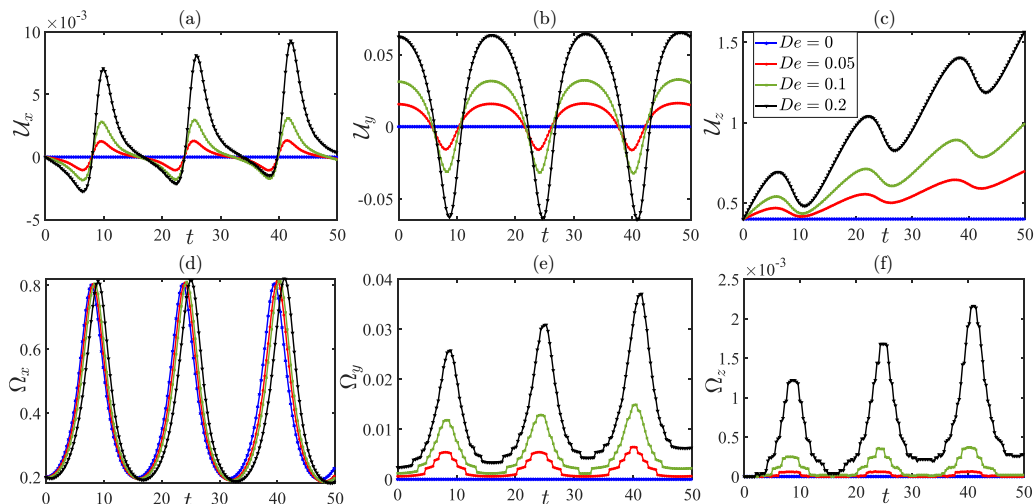 (a)
×10⁻³
10
5
0
-5
𝒰ₓ
0 10 20 30 40 50
t
(b)
0.05
0
-0.05
𝒰ᵧ
0 10 20 30 40 50
t
(c)
1.5
1
0.5
𝒰_z
De = 0
De = 0.05
De = 0.1
De = 0.2
0 10 20 30 40 50
t
(d)
0.8
0.6
0.4
0.2
Ωₓ
0 10 20 30 40 50
t
(e)
0.04
0.03
0.02
0.01
0
Ω_y
0 10 20 30 40 50
t
(f)
×10⁻³
2.5
2
1.5
1
0.5
0
Ω_z
0 10 20 30 40 50
t